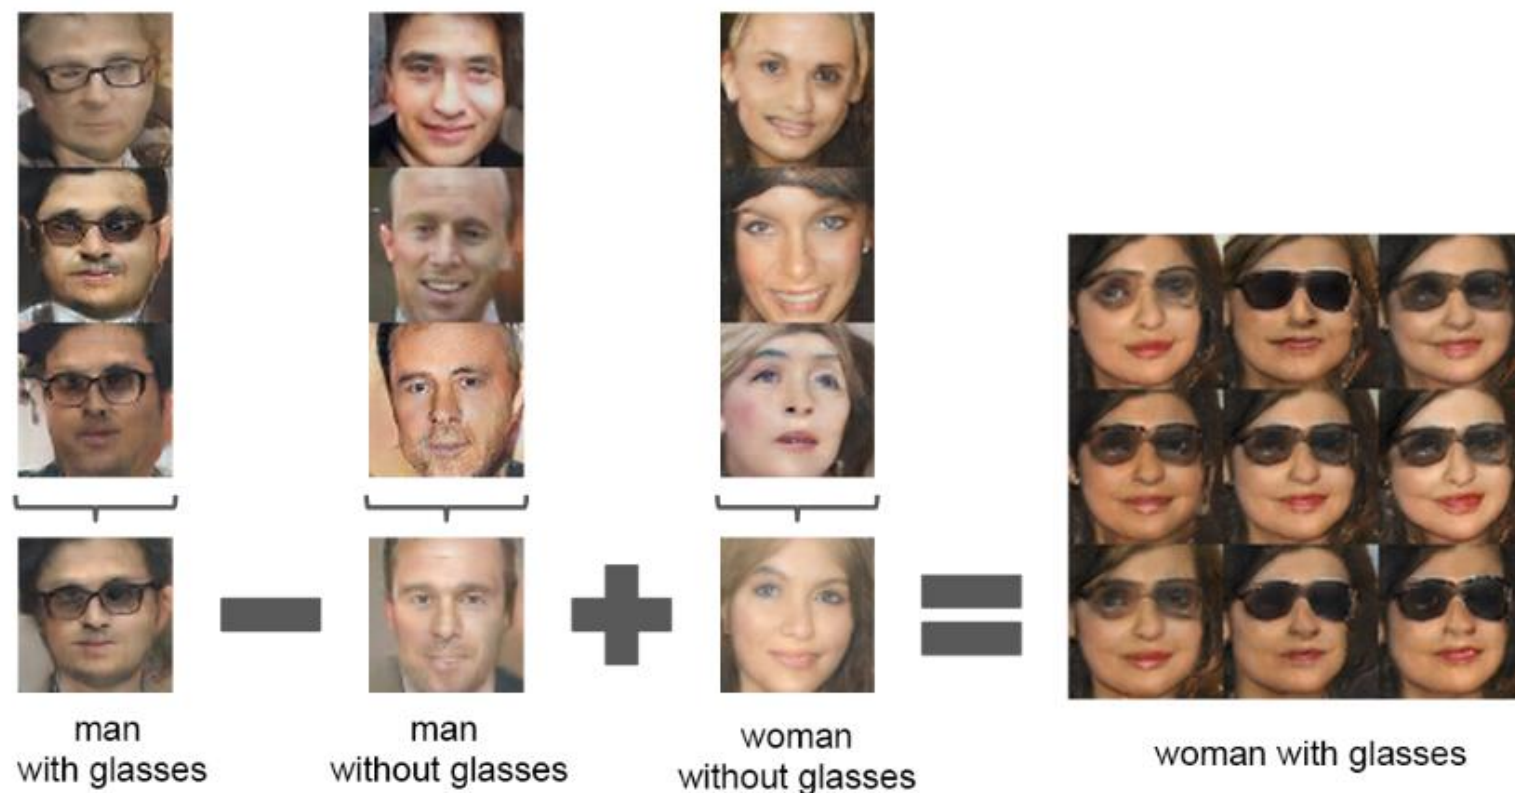 man
with glasses
man
without glasses
woman
without glasses
woman with glasses